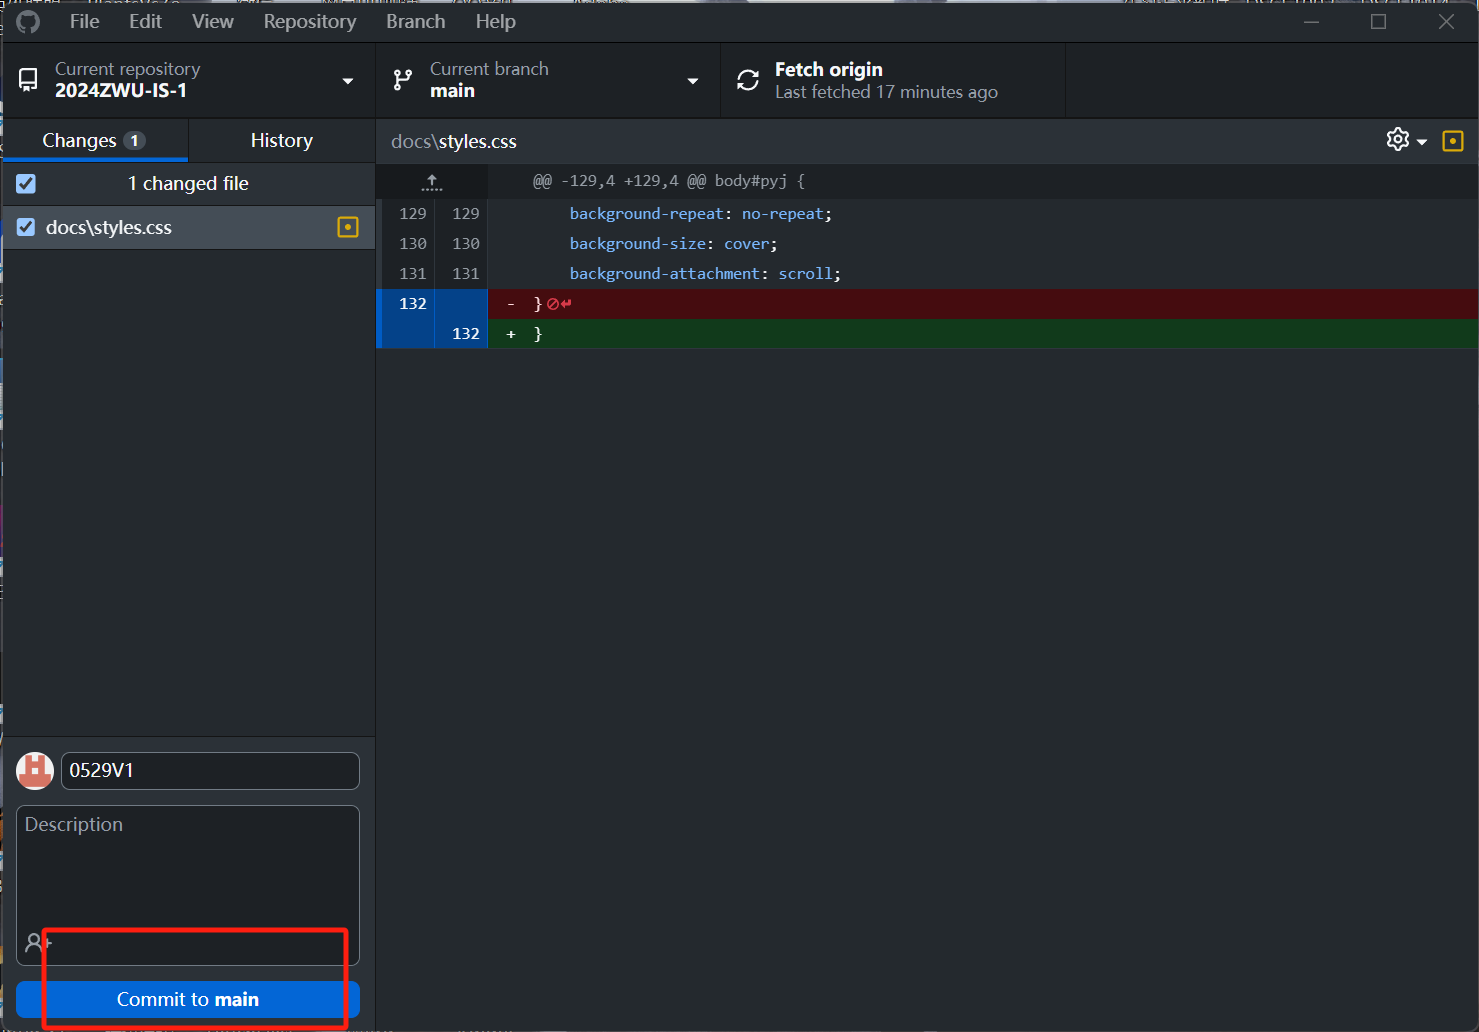 File Edit View Repository Branch Help
Current repository
2024ZWU-IS-1
Current branch
main
Fetch origin
Last fetched 17 minutes ago
Changes 1
History
docs\styles.css
1 changed file
docs\styles.css
@@ -129,4 +129,4 @@ body#pyj {
129 129 background-repeat: no-repeat;
130 130 background-size: cover;
131 131 background-attachment: scroll;
132 - }
132 + }
0529V1
Description
Commit to main